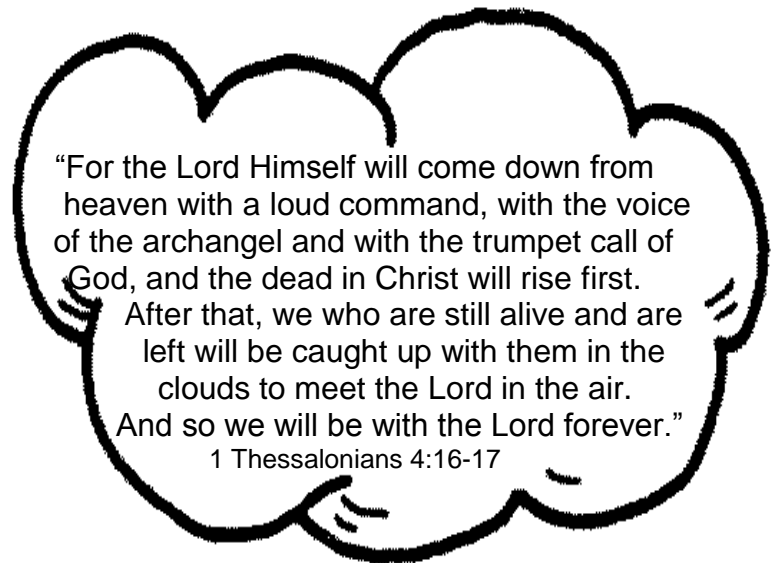 “For the Lord Himself will come down from
heaven with a loud command, with the voice
of the archangel and with the trumpet call of
God, and the dead in Christ will rise first.
After that, we who are still alive and are
left will be caught up with them in the
clouds to meet the Lord in the air.
And so we will be with the Lord forever.”
1 Thessalonians 4:16-17